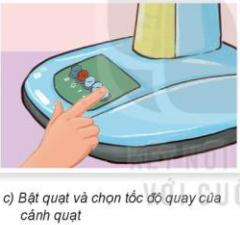 c) Bật quạt và chọn tốc độ quay của
cánh quạt